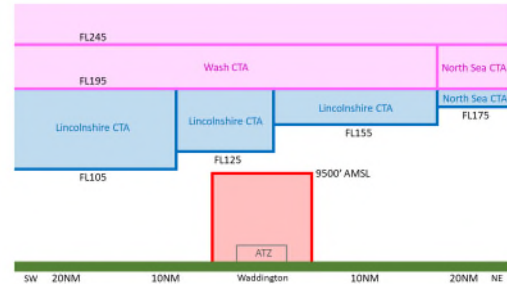 FL245
Wash CTA
North Sea CTA
FL195
Lincolnshire CTA
Lincolnshire CTA
Lincolnshire CTA
North Sea CTA
FL175
FL155
FL125
FL105
9500' AMSL
ATZ
SW 20NM 10NM Waddington 10NM 20NM NE